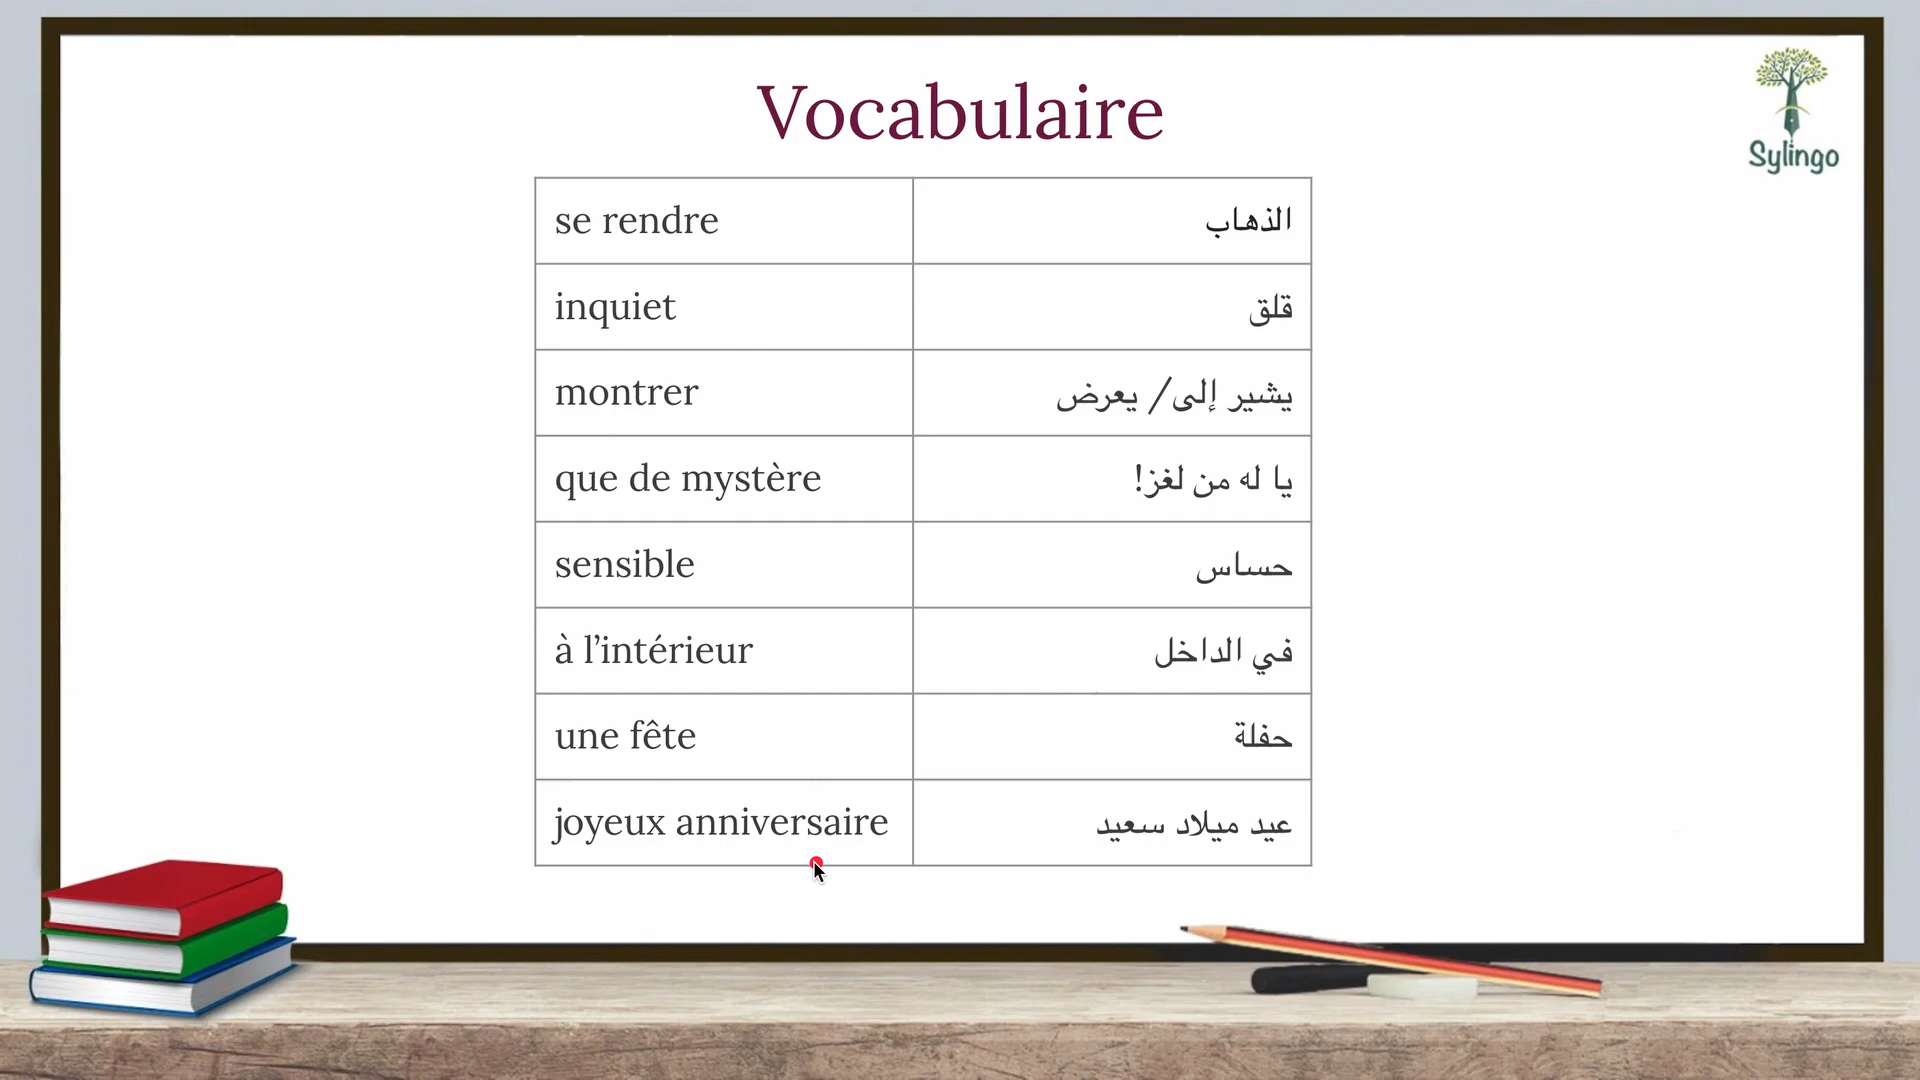 Vocabulaire
Sylingo
se rendre
الذهاب
inquiet
قلق
montrer
يشير إلى/ يعرض
que de mystère
يا له من لغز!
sensible
حساس
à l’intérieur
في الداخل
une fête
حفلة
joyeux anniversaire
عيد ميلاد سعيد